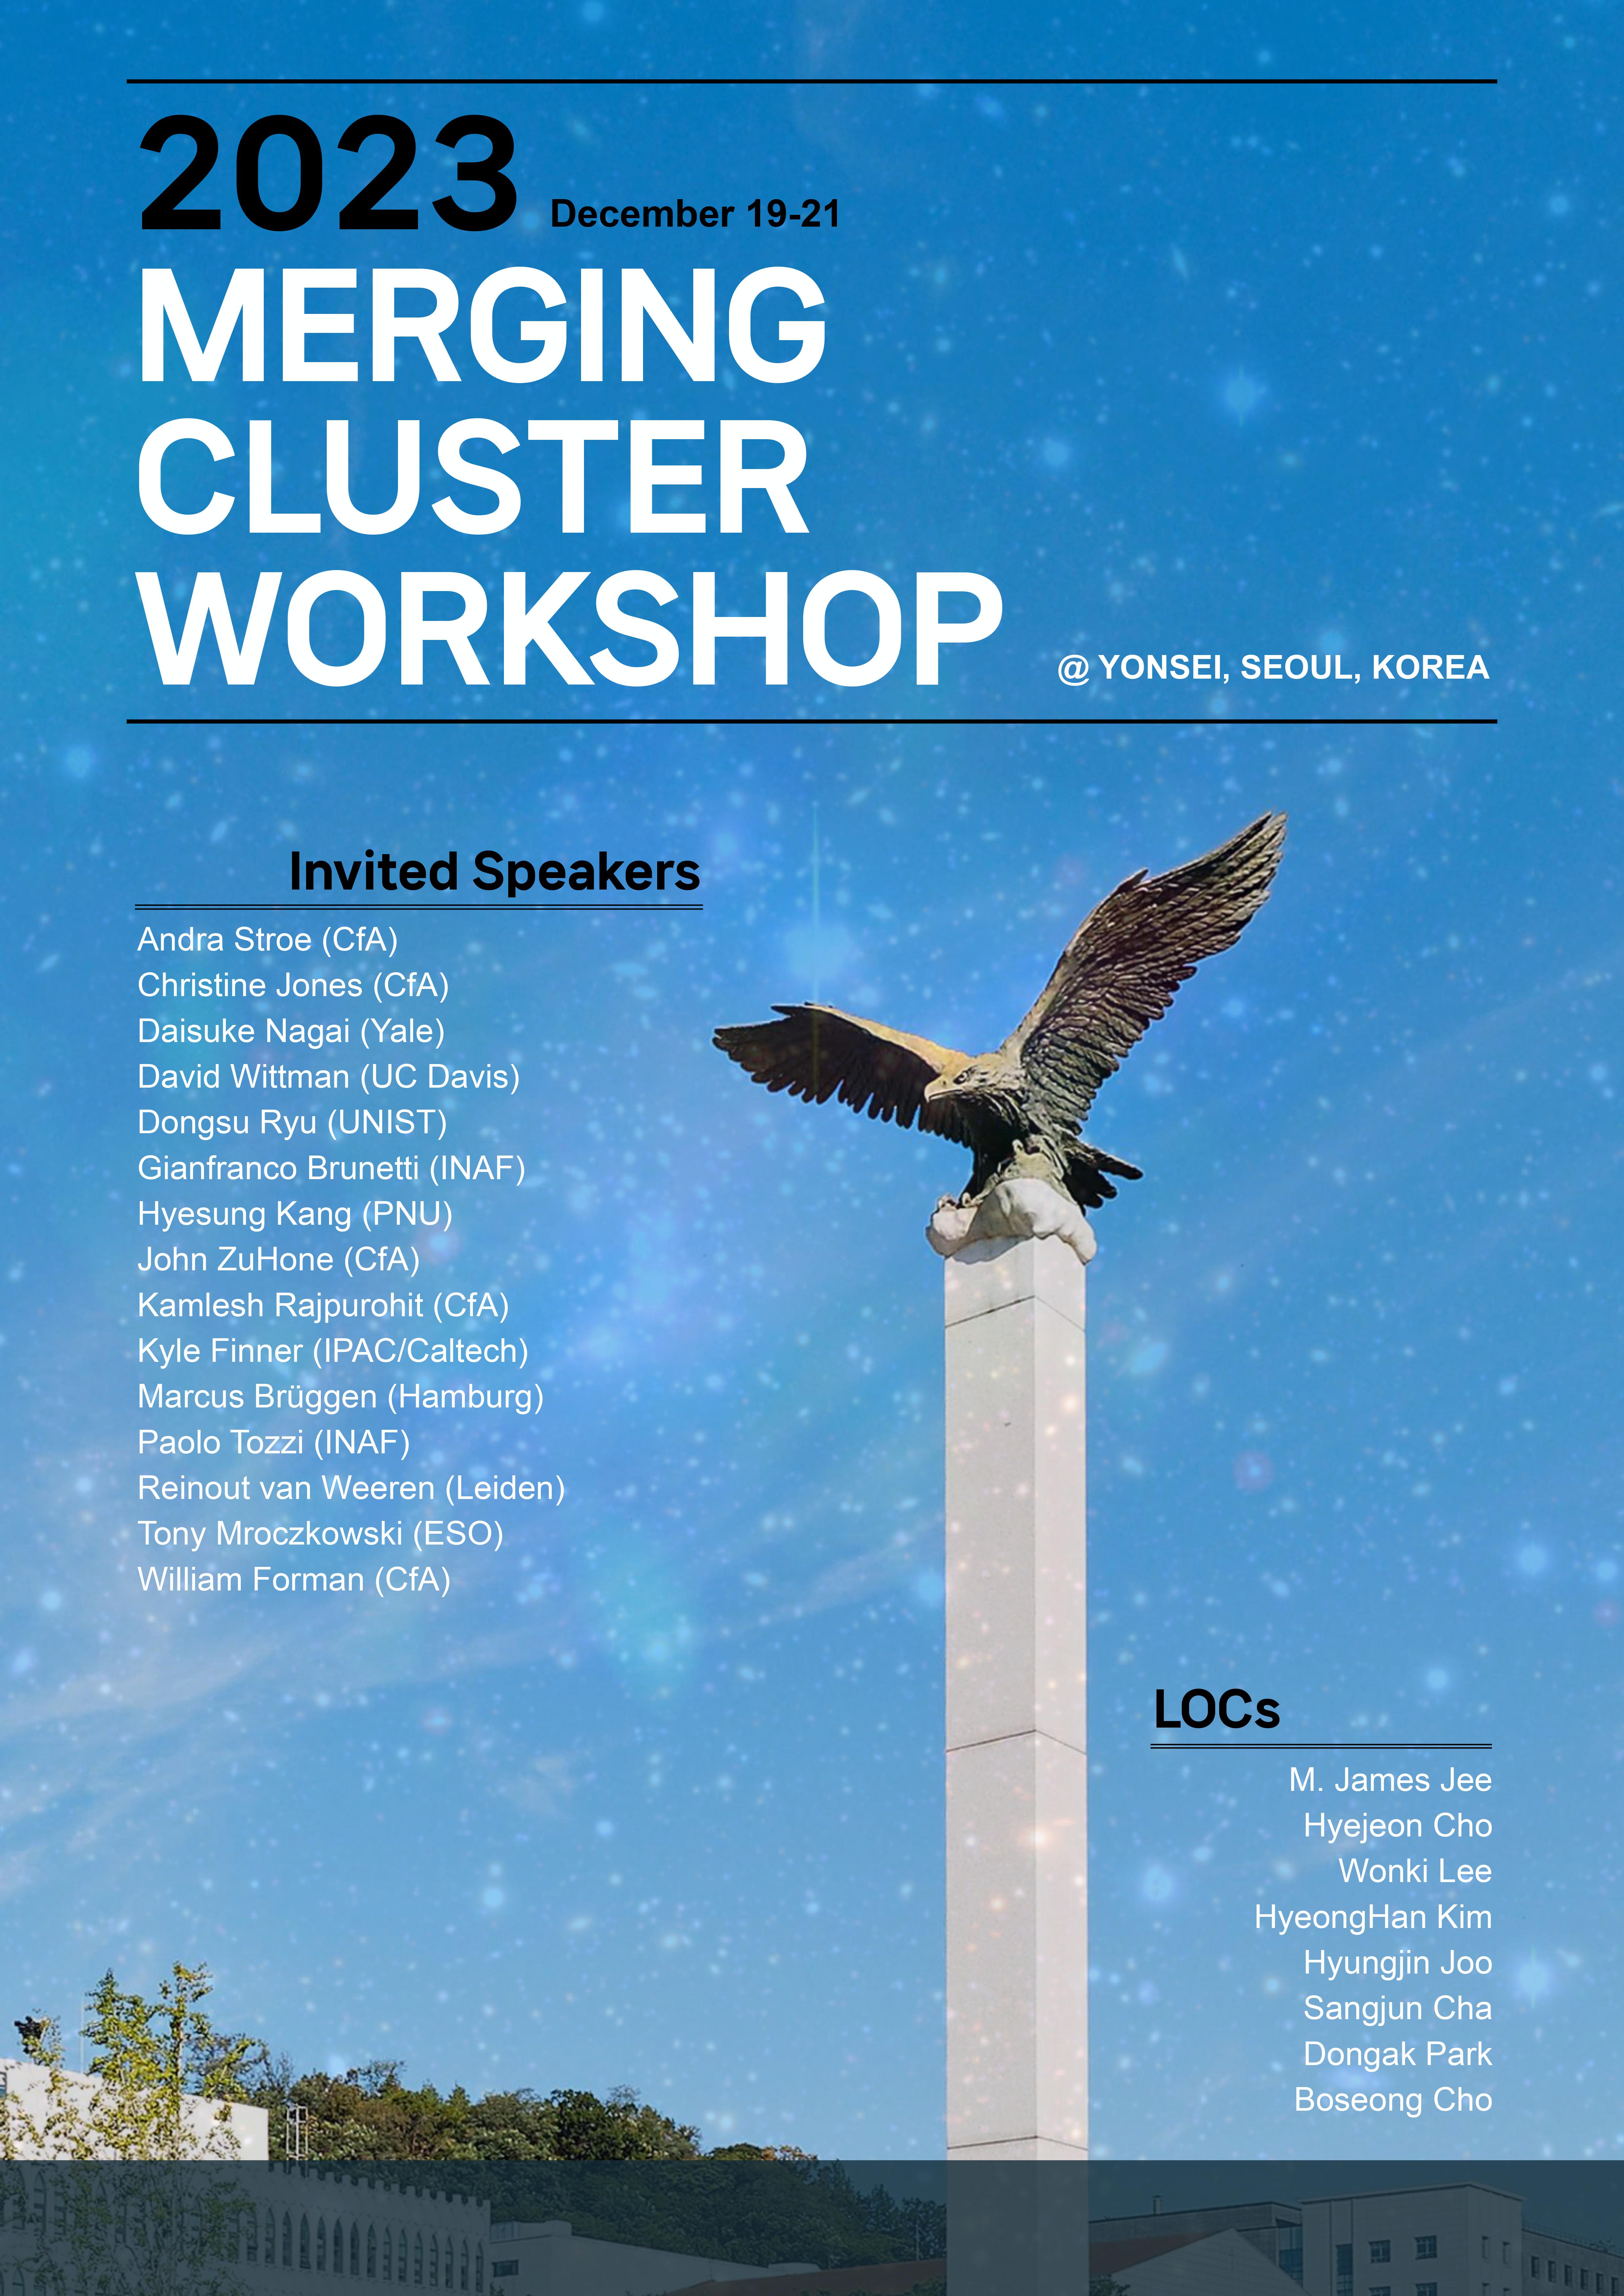 2023 December 19-21
MERGING
CLUSTER
WORKSHOP @ YONSEI, SEOUL, KOREA
Invited Speakers
Andra Stroe (CfA)
Christine Jones (CfA)
Daisuke Nagai (Yale)
David Wittman (UC Davis)
Dongsu Ryu (UNIST)
Gianfranco Brunetti (INAF)
Hyesung Kang (PNU)
John ZuHone (CfA)
Kamlesh Rajpurohit (CfA)
Kyle Finner (IPAC/Caltech)
Marcus Brüggen (Hamburg)
Paolo Tozzi (INAF)
Reinout van Weeren (Leiden)
Tony Mroczkowski (ESO)
William Forman (CfA)
LOCs
M. James Jee
Hyejeon Cho
Wonki Lee
HyeongHan Kim
Hyungjin Joo
Sangjun Cha
Dongak Park
Boseong Cho